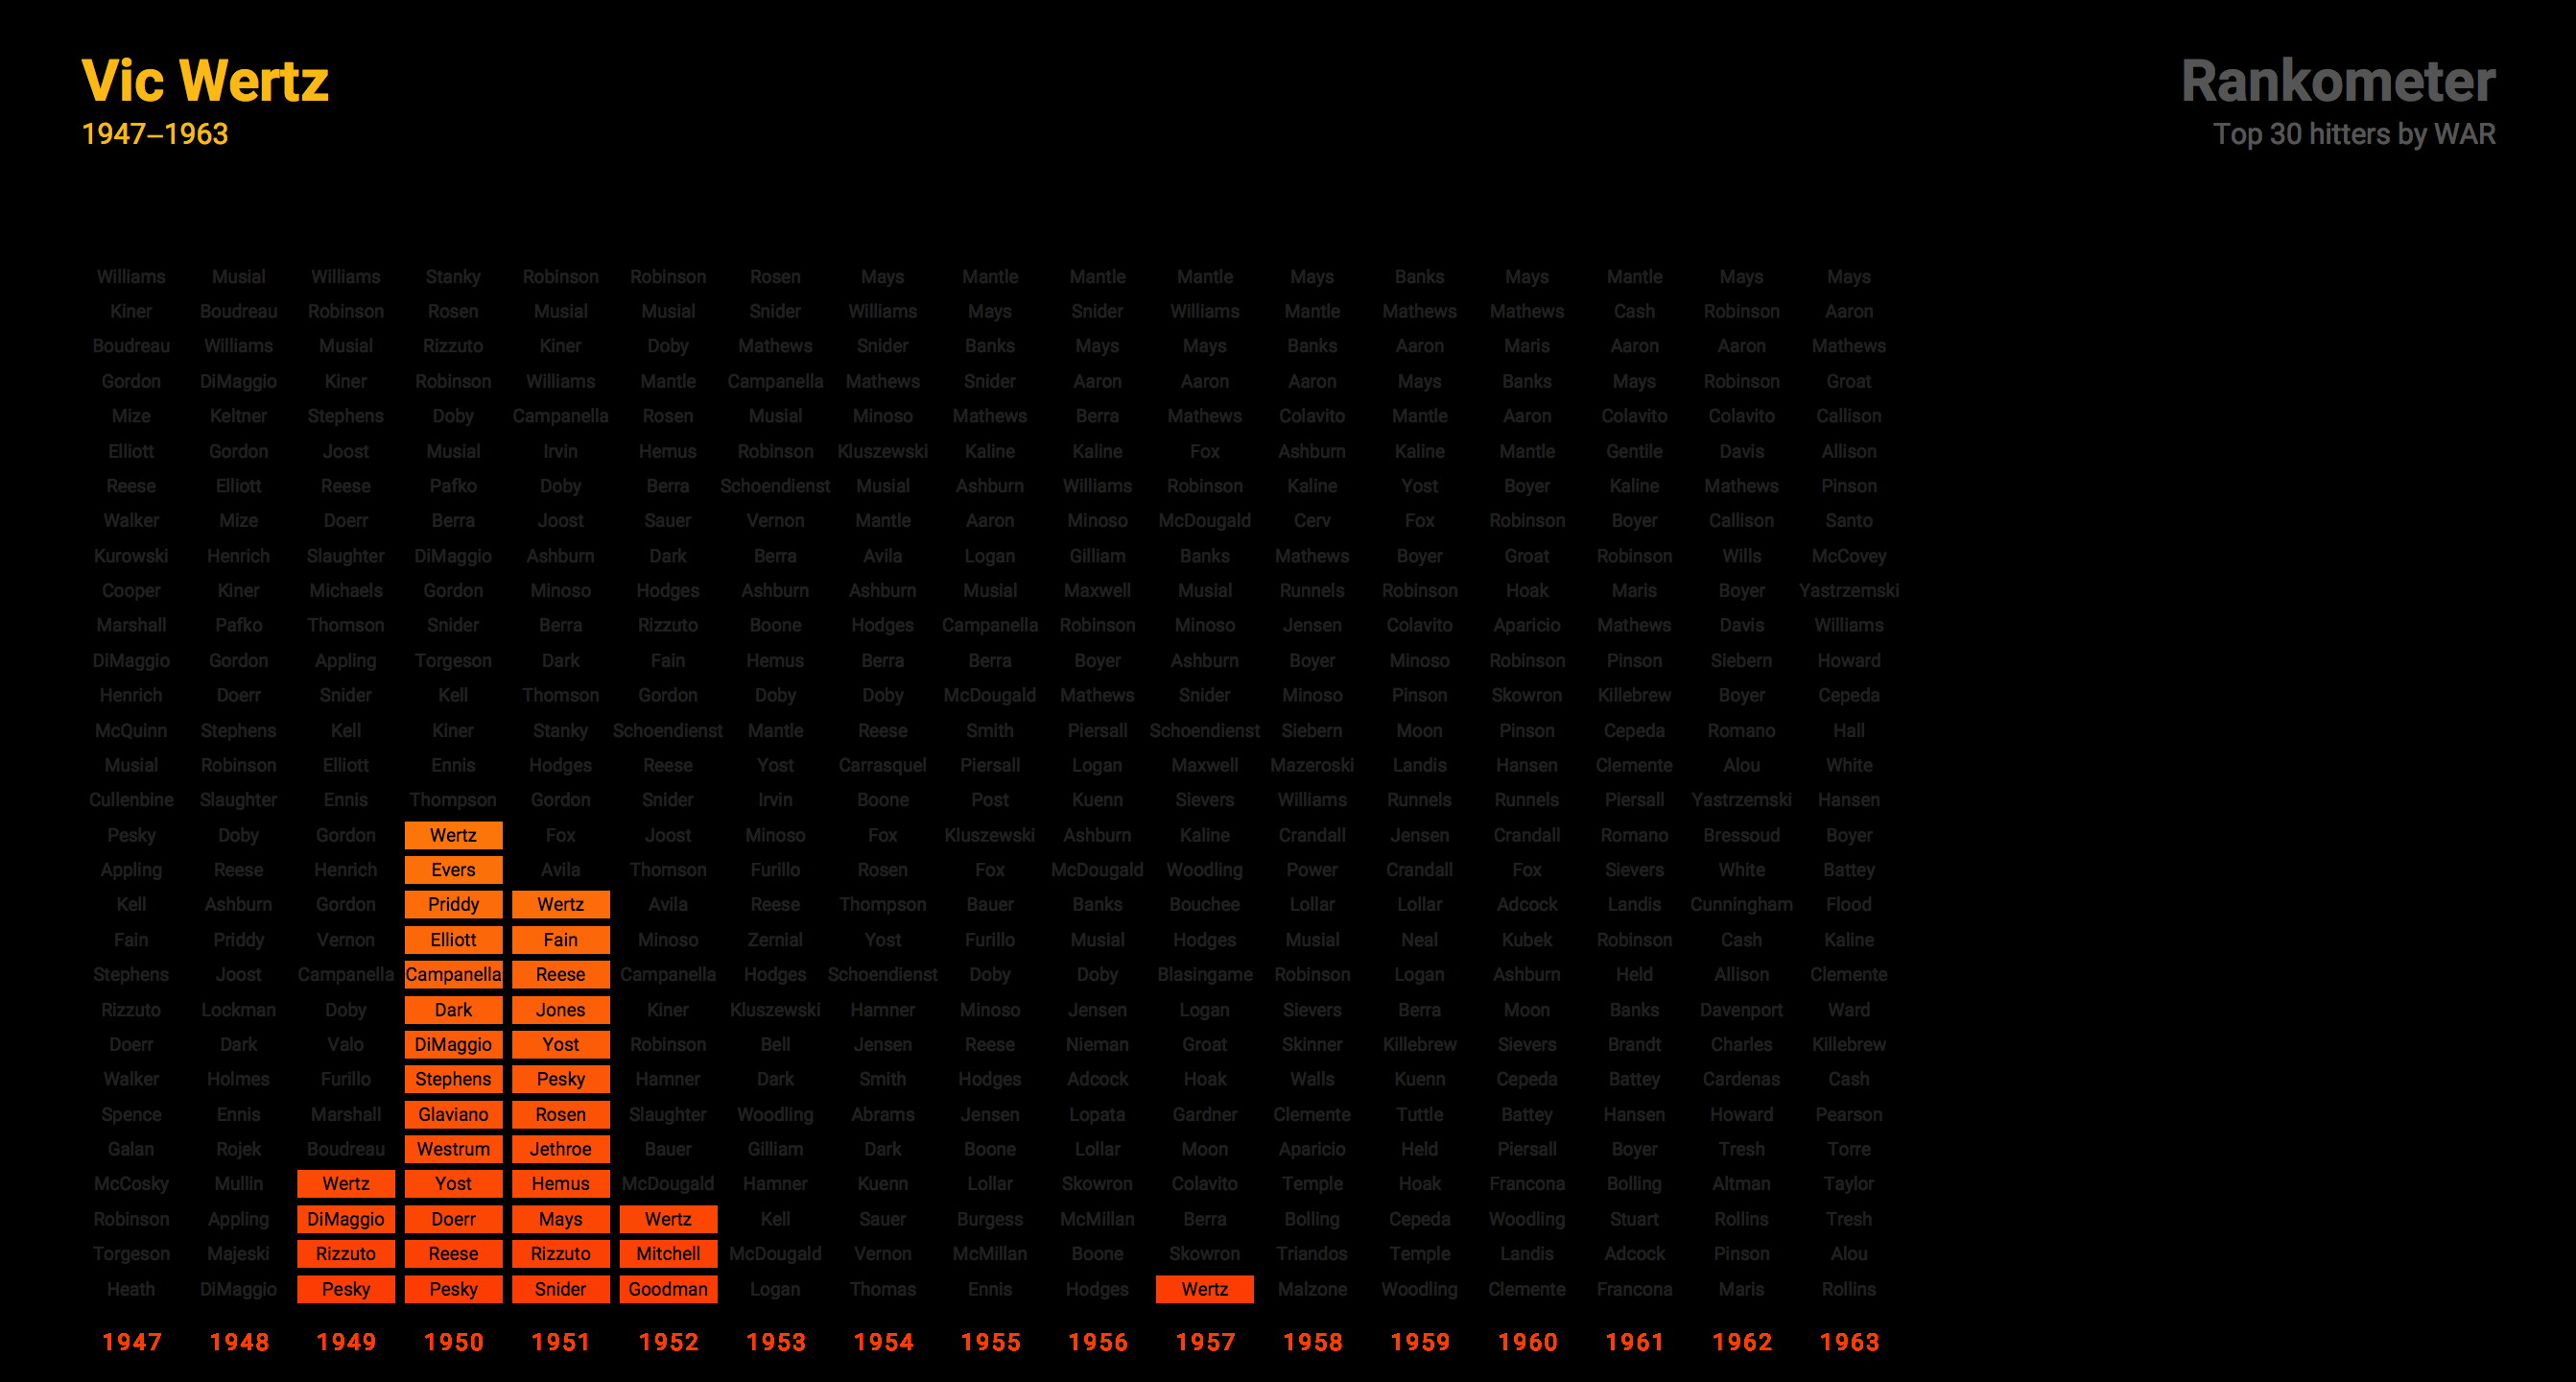 Vic Wertz
1947–1963
Rankometer
Top 30 hitters by WAR
Williams Musial Williams Stanky Robinson Robinson Rosen Mays Mantle Mantle Mantle Mays Banks Mays Mantle Mays Mays
Kiner Boudreau Robinson Rosen Musial Musial Snider Williams Mays Snider Williams Mantle Mathews Mathews Cash Robinson Aaron
Boudreau Williams Musial Rizzuto Kiner Doby Mathews Snider Banks Mays Mays Banks Aaron Maris Aaron Aaron Mathews
Gordon DiMaggio Kiner Robinson Williams Mantle Campanella Mathews Snider Aaron Aaron Aaron Mays Banks Mays Robinson Groat
Mize Keltner Stephens Doby Campanella Rosen Musial Minoso Mathews Berra Mathews Colavito Mantle Aaron Colavito Colavito Callison
Elliott Gordon Joost Musial Irvin Hemus Robinson Kluszewski Kaline Kaline Fox Ashburn Kaline Mantle Gentile Davis Allison
Reese Elliott Reese Pafko Doby Berra Schoendienst Musial Ashburn Williams Robinson Kaline Yost Boyer Kaline Mathews Pinson
Walker Mize Doerr Berra Joost Sauer Vernon Mantle Aaron Minoso McDougald Cerv Fox Robinson Boyer Callison Santo
Kurowski Henrich Slaughter DiMaggio Ashburn Dark Berra Avila Logan Gilliam Banks Mathews Boyer Groat Robinson Wills McCovey
Cooper Kiner Michaels Gordon Minoso Hodges Ashburn Ashburn Musial Maxwell Musial Runnels Robinson Hoak Maris Boyer Yastrzemski
Marshall Pafko Thomson Snider Berra Rizzuto Boone Hodges Campanella Robinson Minoso Jensen Colavito Aparicio Mathews Davis Williams
DiMaggio Gordon Appling Torgeson Dark Fain Hemus Berra Berra Boyer Ashburn Boyer Minoso Robinson Pinson Siebern Howard
Henrich Doerr Snider Kell Thomson Gordon Doby Doby McDougald Mathews Snider Minoso Pinson Skowron Killebrew Boyer Cepeda
McQuinn Stephens Kell Kiner Stanky Schoendienst Mantle Reese Smith Piersall Schoendienst Siebern Moon Pinson Cepeda Romano Hall
Musial Robinson Elliott Ennis Hodges Reese Yost Carrasquel Piersall Logan Maxwell Mazeroski Landis Hansen Clemente Alou White
Cullenbine Slaughter Ennis Thompson Gordon Snider Irvin Boone Post Kuenn Sievers Williams Runnels Runnels Piersall Yastrzemski Hansen
Pesky Doby Gordon Wertz Fox Joost Minoso Fox Kluszewski Ashburn Kaline Crandall Jensen Crandall Romano Bressoud Boyer
Appling Reese Henrich Evers Avila Thomson Furillo Rosen Fox McDougald Woodling Power Crandall Fox Sievers White Battey
Kell Ashburn Gordon Priddy Wertz Avila Reese Thompson Bauer Banks Bouchee Lollar Lollar Adcock Landis Cunningham Flood
Fain Priddy Vernon Elliott Fain Minoso Zernial Yost Furillo Musial Hodges Musial Neal Kubek Robinson Cash Kaline
Stephens Joost Campanella Campanella Reese Campanella Hodges Schoendienst Doby Doby Blasingame Robinson Logan Ashburn Held Allison Clemente
Rizzuto Lockman Doby Dark Jones Kiner Kluszewski Hamner Minoso Jensen Logan Sievers Berra Moon Banks Davenport Ward
Doerr Dark Valo DiMaggio Yost Robinson Bell Jensen Reese Nieman Groat Skinner Killebrew Sievers Brandt Charles Killebrew
Walker Holmes Furillo Stephens Pesky Hamner Dark Smith Hodges Adcock Hoak Walls Kuenn Cepeda Battey Cardenas Cash
Spence Ennis Marshall Glaviano Rosen Slaughter Woodling Abrams Jensen Lopata Gardner Clemente Tuttle Battey Hansen Howard Pearson
Galan Rojek Boudreau Westrum Jethroe Bauer Gilliam Dark Boone Lollar Moon Aparicio Held Piersall Boyer Tresh Torre
McCosky Mullin Wertz Yost Hemus McDougald Hamner Kuenn Lollar Skowron Colavito Temple Hoak Francona Bolling Altman Taylor
Robinson Appling DiMaggio Doerr Mays Wertz Kell Sauer Burgess McMillan Berra Bolling Cepeda Woodling Stuart Rollins Tresh
Torgeson Majeski Rizzuto Reese Rizzuto Mitchell McDougald Vernon McMillan Boone Skowron Triandos Temple Landis Adcock Pinson Alou
Heath DiMaggio Pesky Pesky Snider Goodman Logan Thomas Ennis Hodges Wertz Malzone Woodling Clemente Francona Maris Rollins
1947 1948 1949 1950 1951 1952 1953 1954 1955 1956 1957 1958 1959 1960 1961 1962 1963